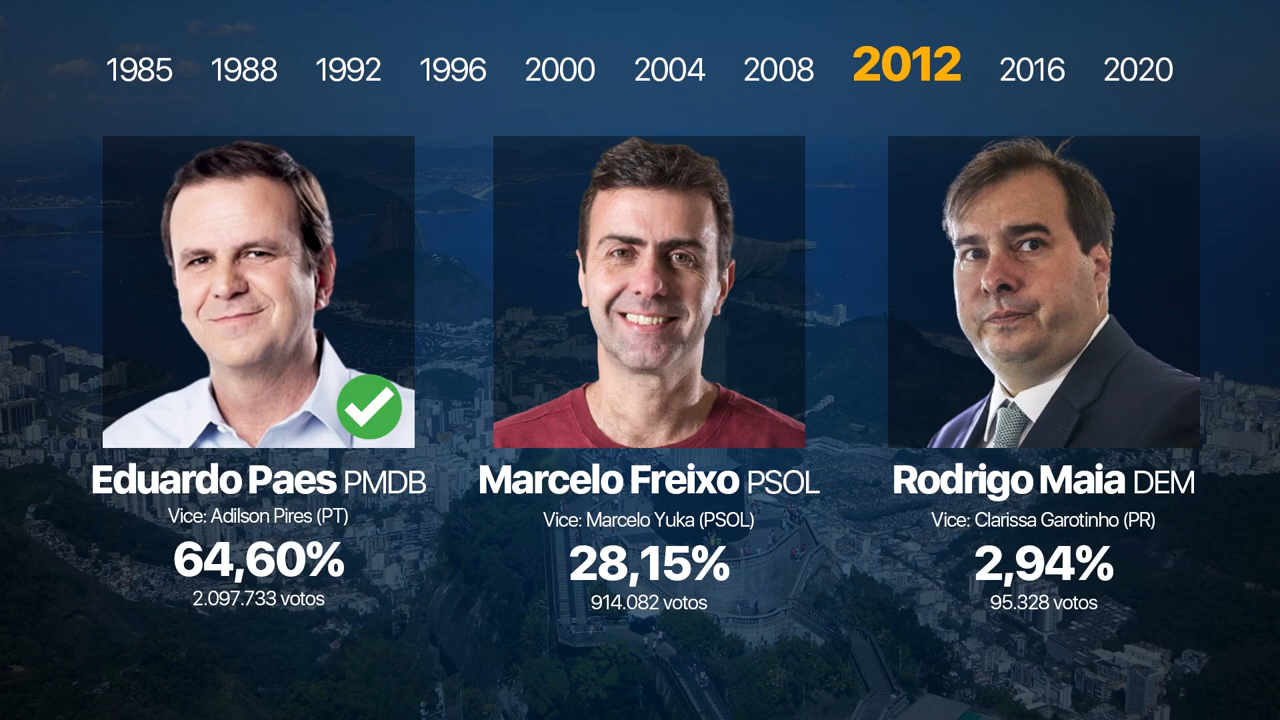 1985 1988 1992 1996 2000 2004 2008 2012 2016 2020
Eduardo Paes PMDB
Vice: Adilson Pires (PT)
64,60%
2.097.733 votos
Marcelo Freixo PSOL
Vice: Marcelo Yuka (PSOL)
28,15%
914.082 votos
Rodrigo Maia DEM
Vice: Clarissa Garotinho (PR)
2,94%
95.328 votos